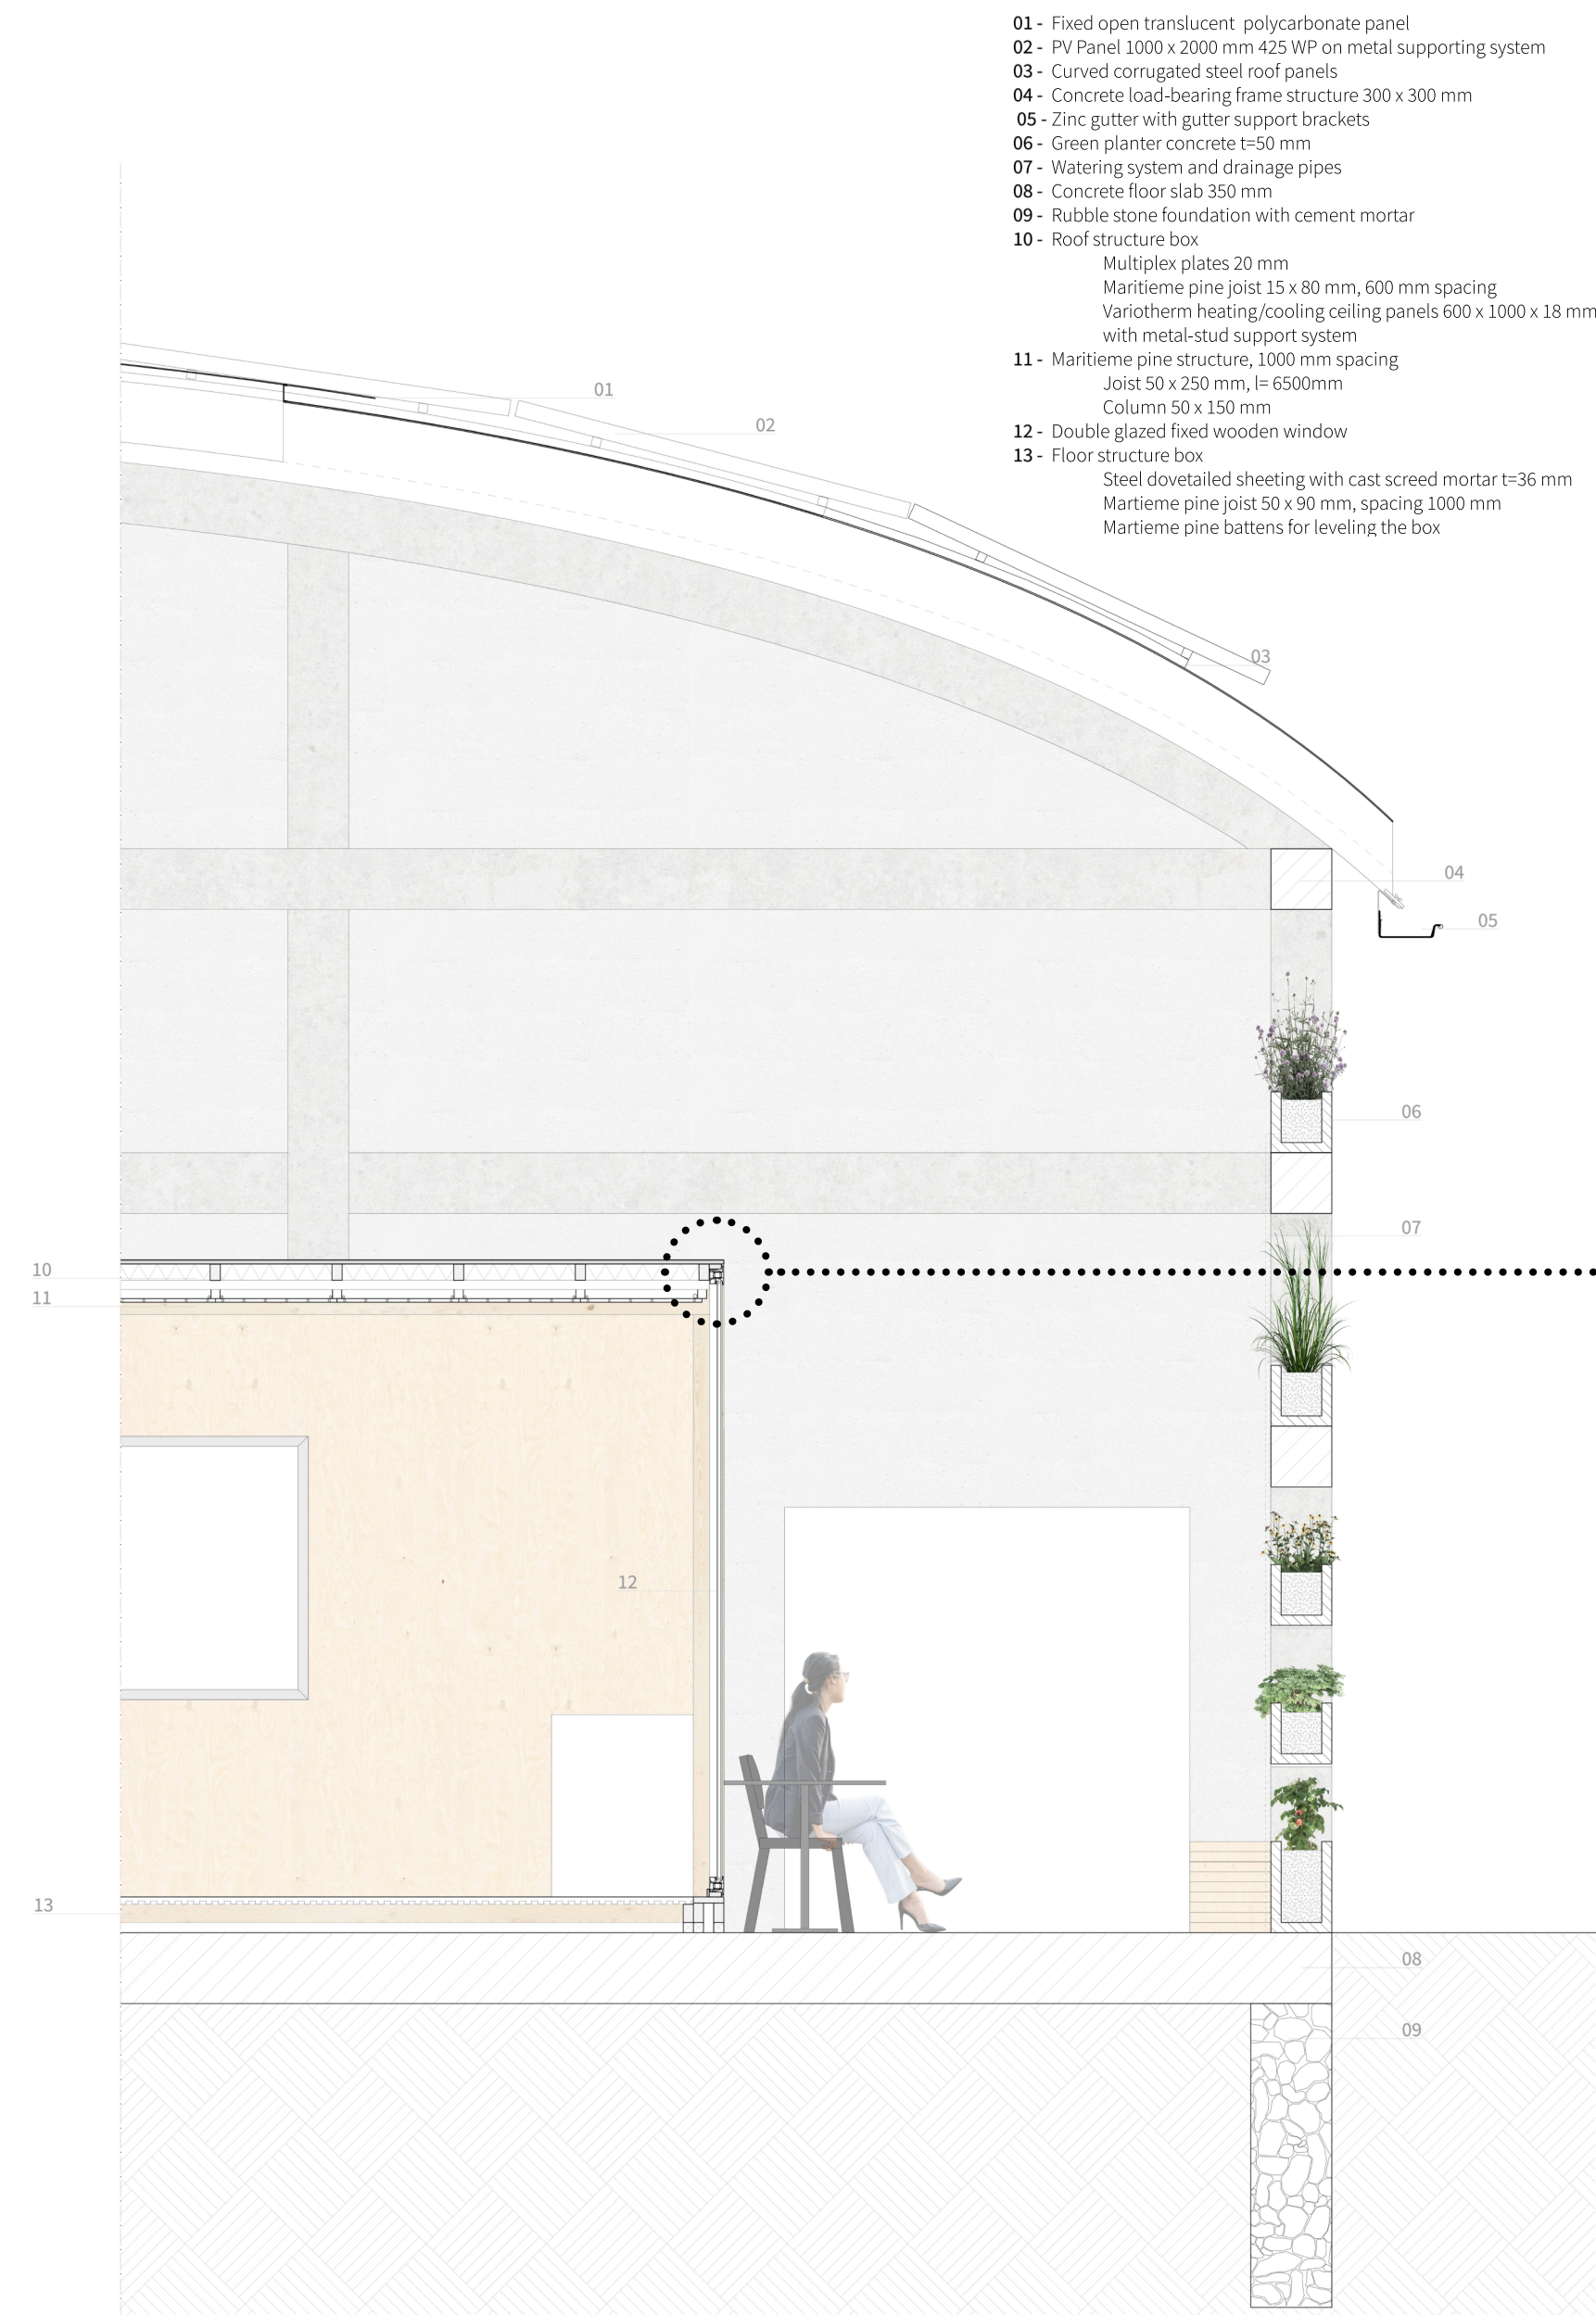 01 - Fixed open translucent polycarbonate panel
02 - PV Panel 1000 x 2000 mm 425 WP on metal supporting system
03 - Curved corrugated steel roof panels
04 - Concrete load-bearing frame structure 300 x 300 mm
05 - Zinc gutter with gutter support brackets
06 - Green planter concrete t=50 mm
07 - Watering system and drainage pipes
08 - Concrete floor slab 350 mm
09 - Rubble stone foundation with cement mortar
10 - Roof structure box
Multiplex plates 20 mm
Maritieme pine joist 15 x 80 mm, 600 mm spacing
Variotherm heating/cooling ceiling panels 600 x 1000 x 18 mm
with metal-stud support system
11 - Maritieme pine structure, 1000 mm spacing
Joist 50 x 250 mm, l= 6500mm
Column 50 x 150 mm
12 - Double glazed fixed wooden window
13 - Floor structure box
Steel dovetailed sheeting with cast screed mortar t=36 mm
Martieme pine joist 50 x 90 mm, spacing 1000 mm
Martieme pine battens for leveling the box
01
02
03
04
05
06
07
10
11
12
13
08
09